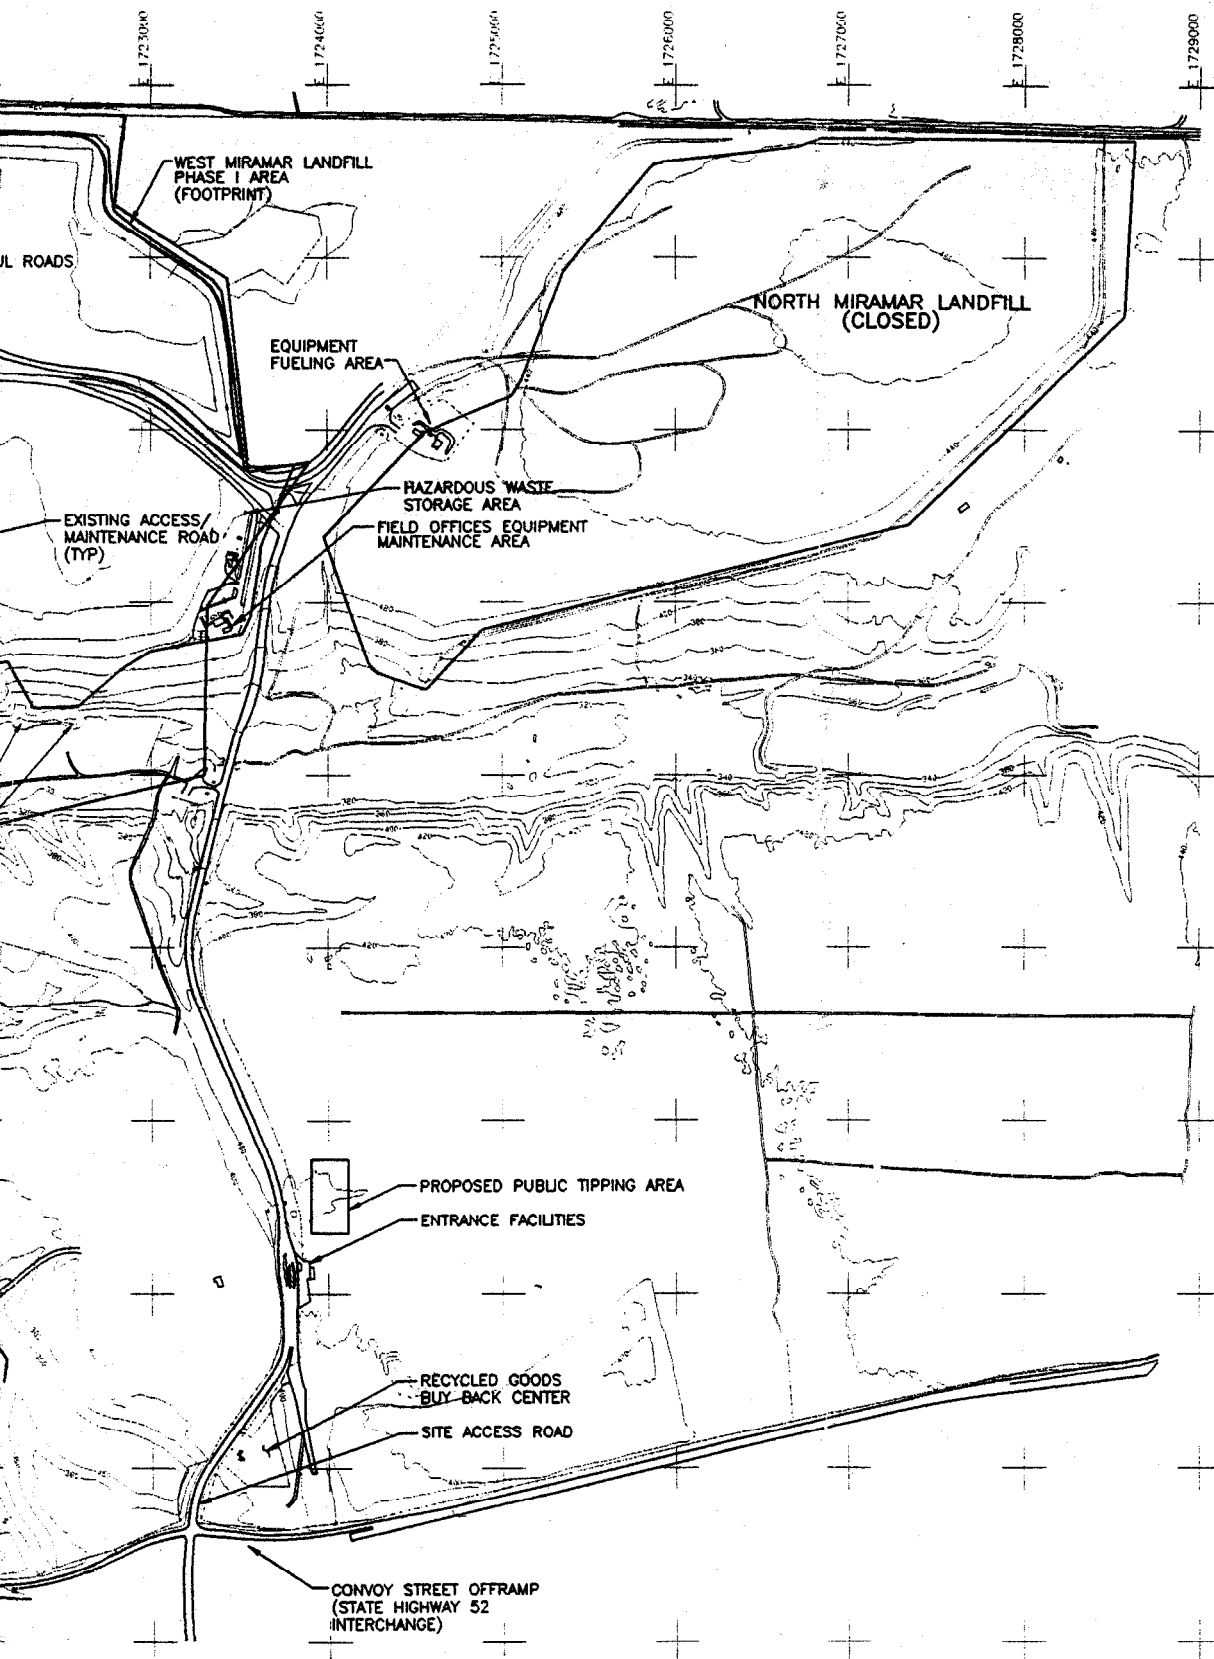 E 1723000
E 1724000
E 1725000
E 1726000
E 1727000
E 1728000
E 1729000
WEST MIRAMAR LANDFILL
PHASE I AREA
(FOOTPRINT)
UL ROADS
NORTH MIRAMAR LANDFILL
(CLOSED)
EQUIPMENT
FUELING AREA
HAZARDOUS WASTE
STORAGE AREA
EXISTING ACCESS/
MAINTENANCE ROAD
(TYP)
FIELD OFFICES EQUIPMENT
MAINTENANCE AREA
PROPOSED PUBLIC TIPPING AREA
ENTRANCE FACILITIES
RECYCLED GOODS
BUY BACK CENTER
SITE ACCESS ROAD
CONVOY STREET OFFRAMP
(STATE HIGHWAY 52
INTERCHANGE)